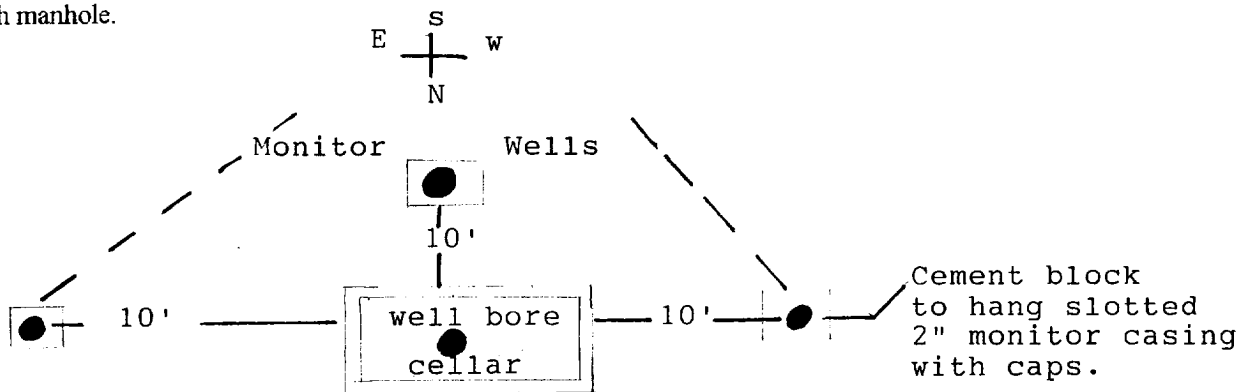 manhole.
S
E W
N
Monitor Wells
10'
10' well bore 10'
cellar
Cement block
to hang slotted
2" monitor casing
with caps.